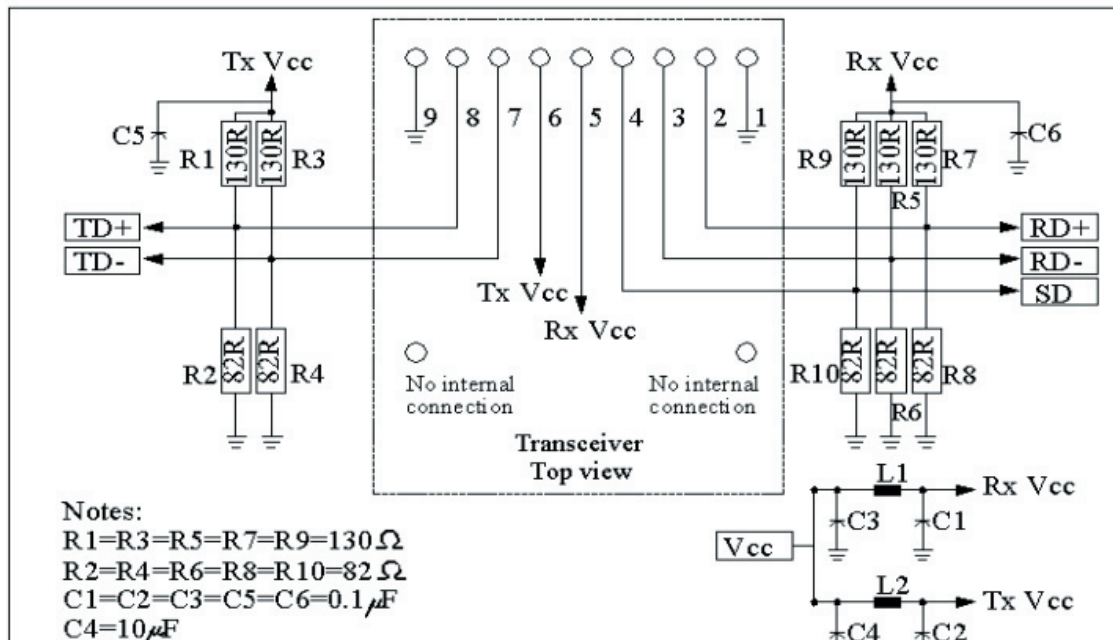 Tx Vcc
Rx Vcc
9 8 7 6 5 4 3 2 1
C5
R1
130R
130R
R3
R9
130R
130R
130R
R7
R5
C6
TD+
TD-
RD+
RD-
SD
Tx Vcc
Rx Vcc
R2
82R
82R
R4
R10
82R
82R
82R
R8
R6
No internal
connection
No internal
connection
Transceiver
Top view
L1
Rx Vcc
C3
C1
Vcc
L2
Tx Vcc
C4
C2
Notes:
R1=R3=R5=R7=R9=130Ω
R2=R4=R6=R8=R10=82Ω
C1=C2=C3=C5=C6=0.1μF
C4=10μF